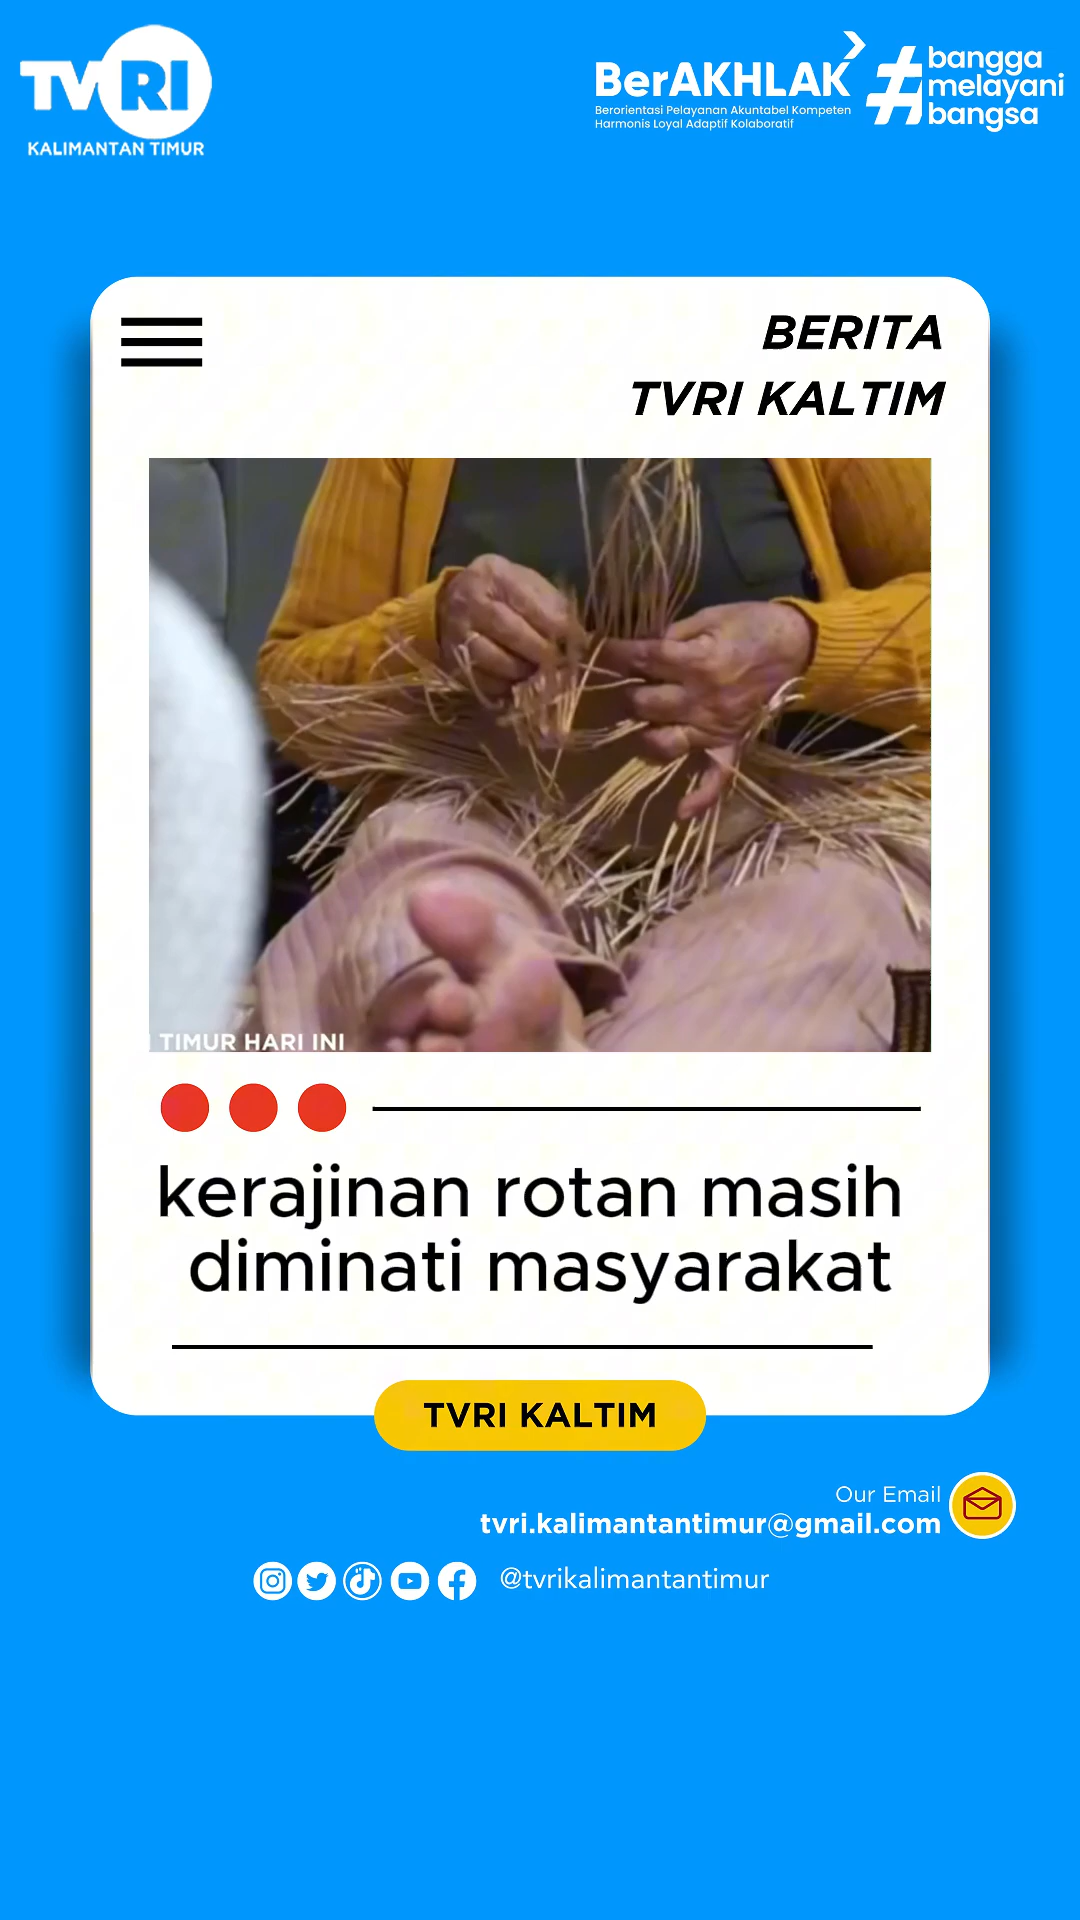 TVRI
KALIMANTAN TIMUR
BerAKHLAK
Berorientasi Pelayanan Akuntabel Kompeten
Harmonis Loyal Adaptif Kolaboratif
#bangga
melayani
bangsa
BERITA
TVRI KALTIM
TIMUR HARI INI
kerajinan rotan masih
diminati masyarakat
TVRI KALTIM
Our Email
tvri.kalimantantimur@gmail.com
@tvrikalimantantimur